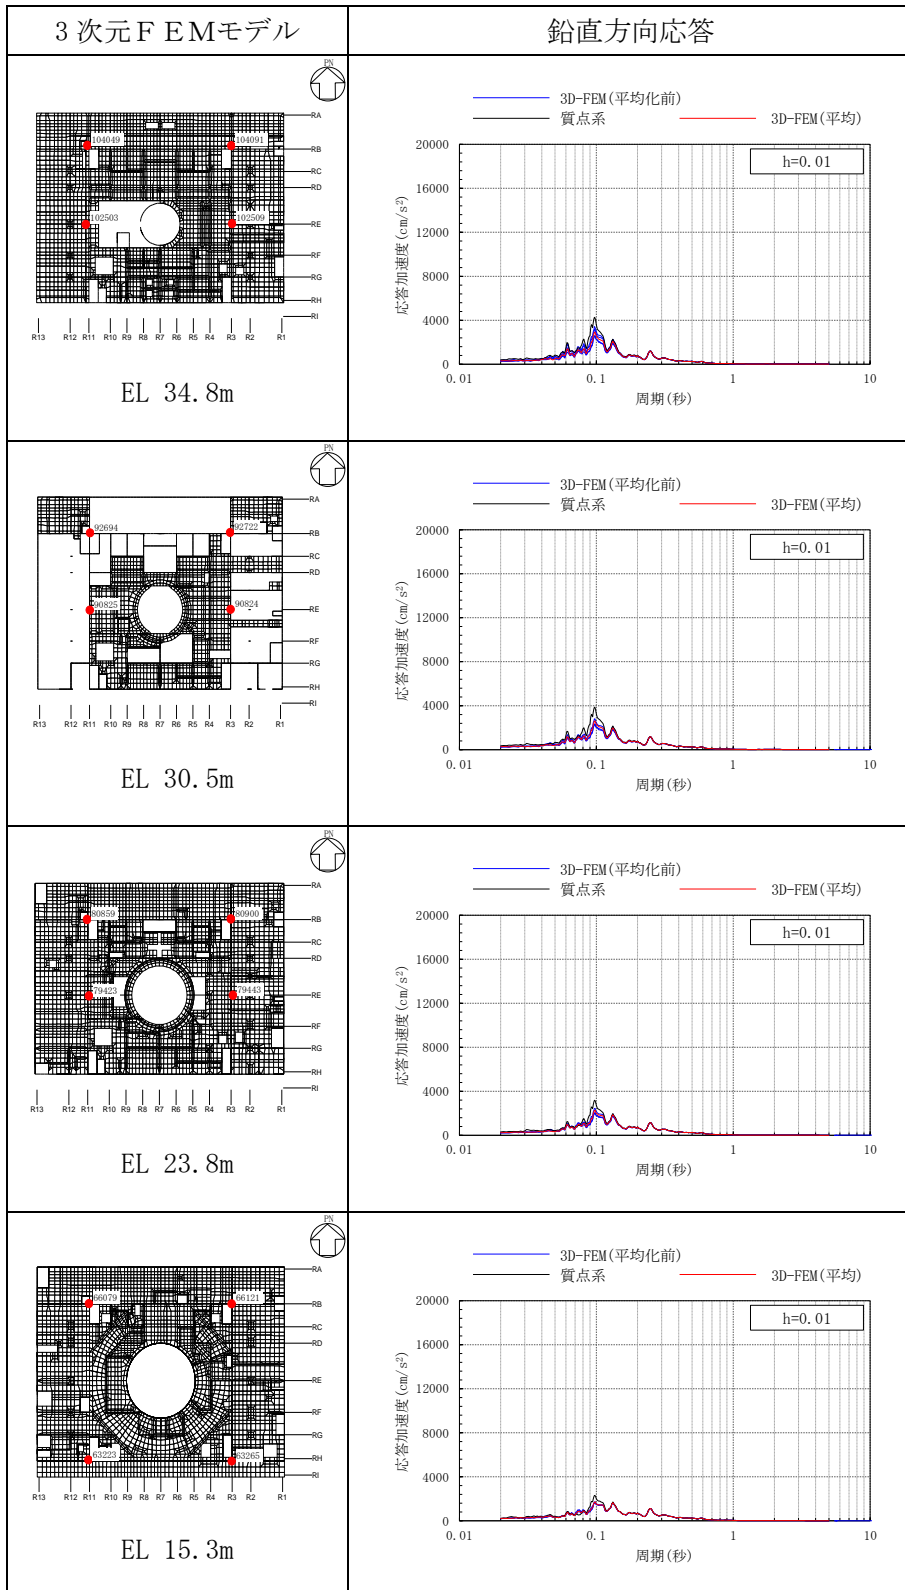 3次元FEMモデル
鉛直方向応答
PN
104049
104091
102503
102509
RA
RB
RC
RD
RE
RF
RG
RH
RI
R13 R12 R11 R10 R9 R8 R7 R6 R5 R4 R3 R2 R1
EL 34.8m
3D-FEM(平均化前)
質点系 3D-FEM(平均)
h=0.01
応答加速度(cm/s²)
20000
16000
12000
8000
4000
0
0.01 0.1 1 10
周期(秒)
PN
92694
92722
90825
90824
RA
RB
RC
RD
RE
RF
RG
RH
RI
R13 R12 R11 R10 R9 R8 R7 R6 R5 R4 R3 R2 R1
EL 30.5m
3D-FEM(平均化前)
質点系 3D-FEM(平均)
h=0.01
応答加速度(cm/s²)
20000
16000
12000
8000
4000
0
0.01 0.1 1 10
周期(秒)
PN
80859
80900
79423
79443
RA
RB
RC
RD
RE
RF
RG
RH
RI
R13 R12 R11 R10 R9 R8 R7 R6 R5 R4 R3 R2 R1
EL 23.8m
3D-FEM(平均化前)
質点系 3D-FEM(平均)
h=0.01
応答加速度(cm/s²)
20000
16000
12000
8000
4000
0
0.01 0.1 1 10
周期(秒)
PN
66079
66121
63223
63265
RA
RB
RC
RD
RE
RF
RG
RH
RI
R13 R12 R11 R10 R9 R8 R7 R6 R5 R4 R3 R2 R1
EL 15.3m
3D-FEM(平均化前)
質点系 3D-FEM(平均)
h=0.01
応答加速度(cm/s²)
20000
16000
12000
8000
4000
0
0.01 0.1 1 10
周期(秒)